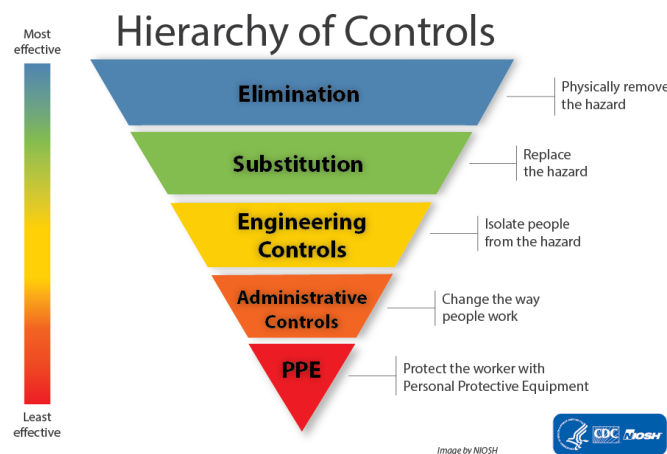 Hierarchy of Controls
Most
effective
Elimination
Physically remove
the hazard
Substitution
Replace
the hazard
Engineering
Controls
Isolate people
from the hazard
Administrative
Controls
Change the way
people work
PPE
Protect the worker with
Personal Protective Equipment
Least
effective
Image by NIOSH
CDC NIOSH